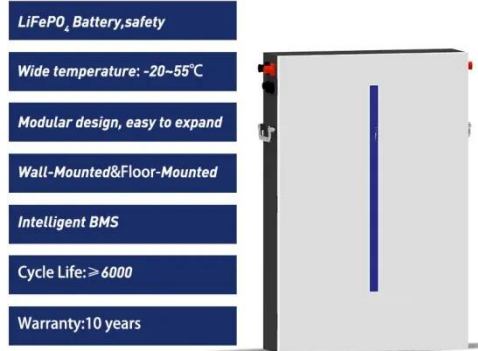 LiFePO₄ Battery,safety
Wide temperature: -20~55℃
Modular design, easy to expand
Wall-Mounted&Floor-Mounted
Intelligent BMS
Cycle Life:≥6000
Warranty:10 years